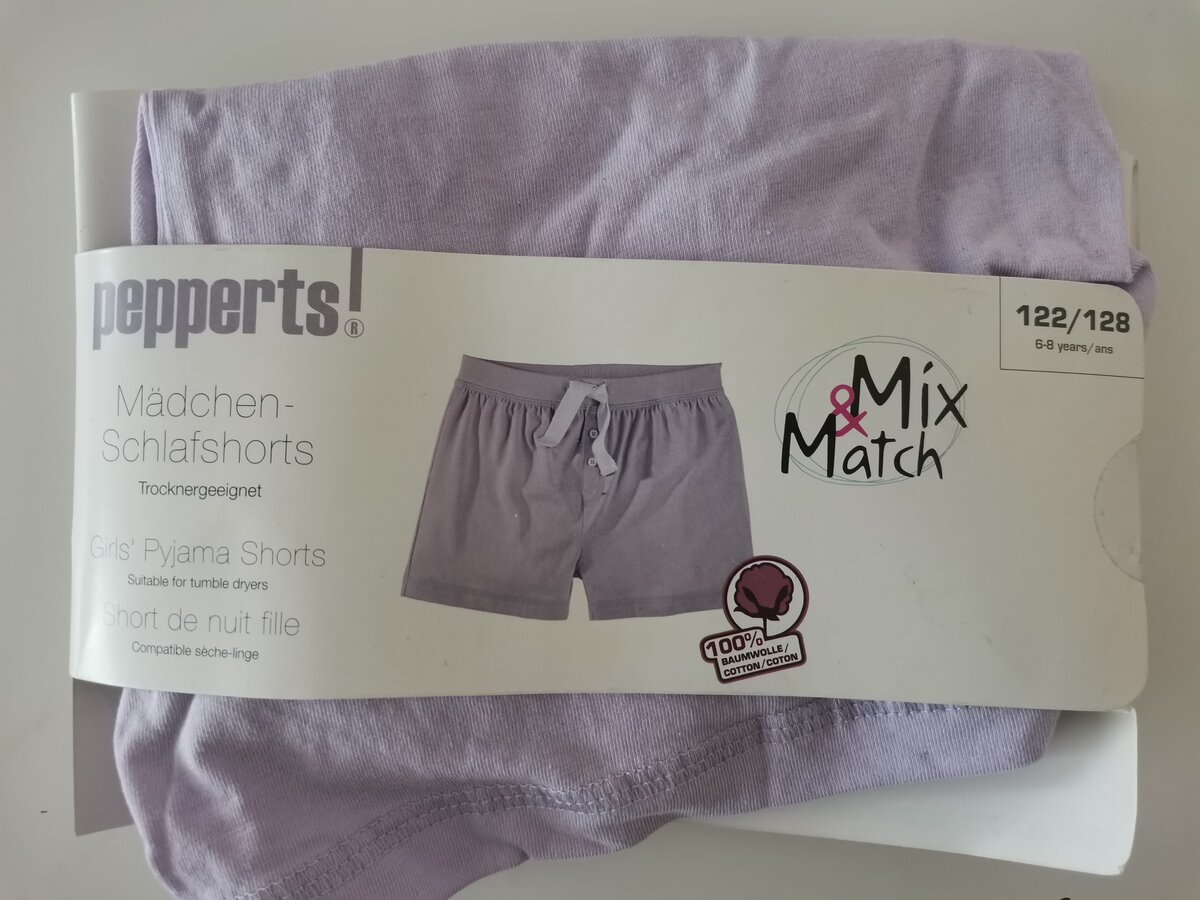 pepperts!®
Mädchen-
Schlafshorts
Trocknergeeignet
Girls' Pyjama Shorts
Suitable for tumble dryers
Short de nuit fille
Compatible sèche-linge
Mix
&
Match
122/128
6-8 years/ans
100%
BAUMWOLLE/
COTTON/COTON